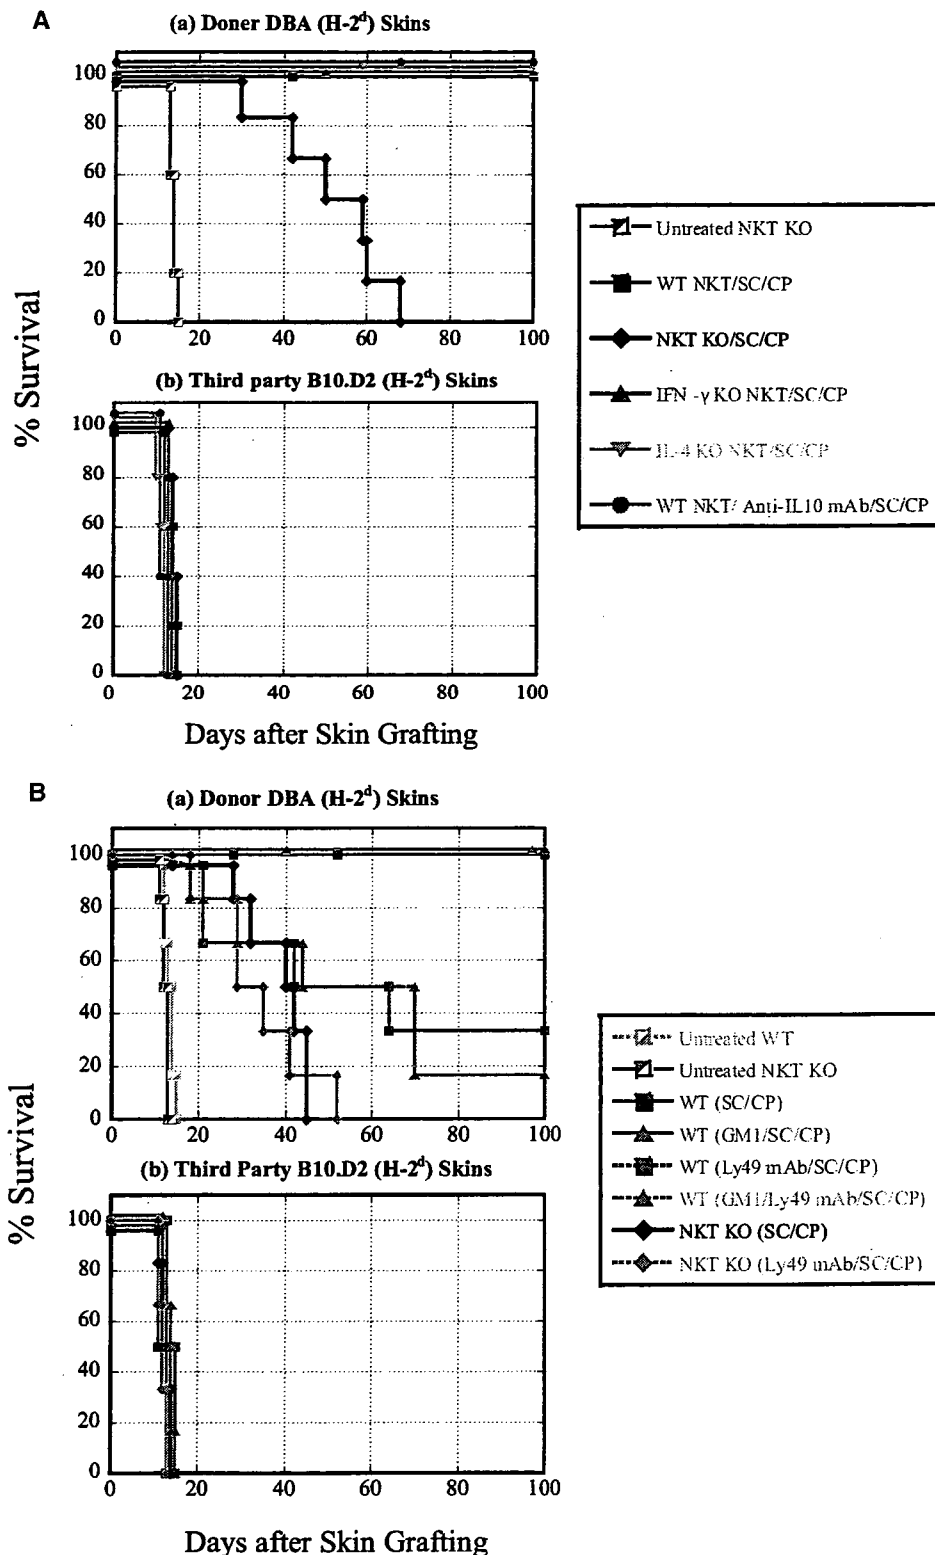 A
(a) Doner DBA (H-2d) Skins
100
80
60
40
20
0
0 20 40 60 80 100
% Survival
(b) Third party B10.D2 (H-2d) Skins
100
80
60
40
20
0
0 20 40 60 80 100
Days after Skin Grafting
Untreated NKT KO
WT NKT/SC/CP
NKT KO/SC/CP
IFN -γ KO NKT/SC/CP
IL-4 KO NKT/SC/CP
WT NKT/ Anti-IL10 mAb/SC/CP
B
(a) Donor DBA (H-2d) Skins
100
80
60
40
20
0
0 20 40 60 80 100
% Survival
(b) Third Party B10.D2 (H-2d) Skins
100
80
60
40
20
0
0 20 40 60 80 100
Days after Skin Grafting
Untreated WT
Untreated NKT KO
WT (SC/CP)
WT (GM1/SC/CP)
WT (Ly49 mAb/SC/CP)
WT (GM1/Ly49 mAb/SC/CP)
NKT KO (SC/CP)
NKT KO (Ly49 mAb/SC/CP)